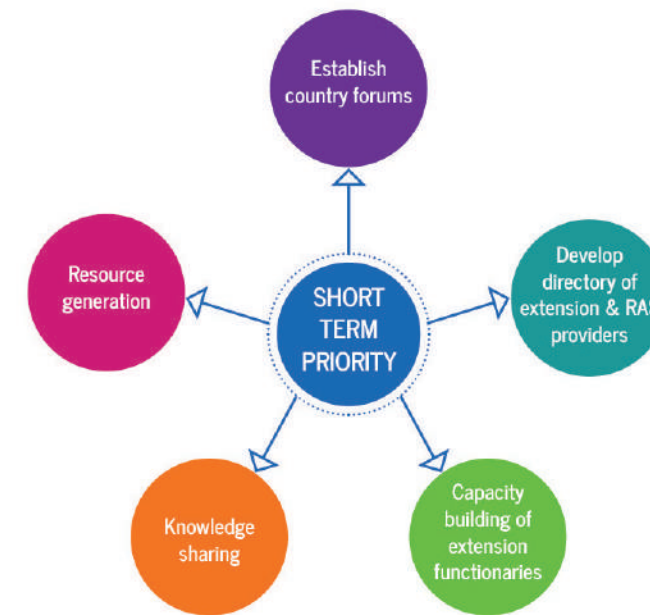 Establish
country forums
Resource
generation
SHORT
TERM
PRIORITY
Develop
directory of
extension & RAS
providers
Knowledge
sharing
Capacity
building of
extension
functionaries